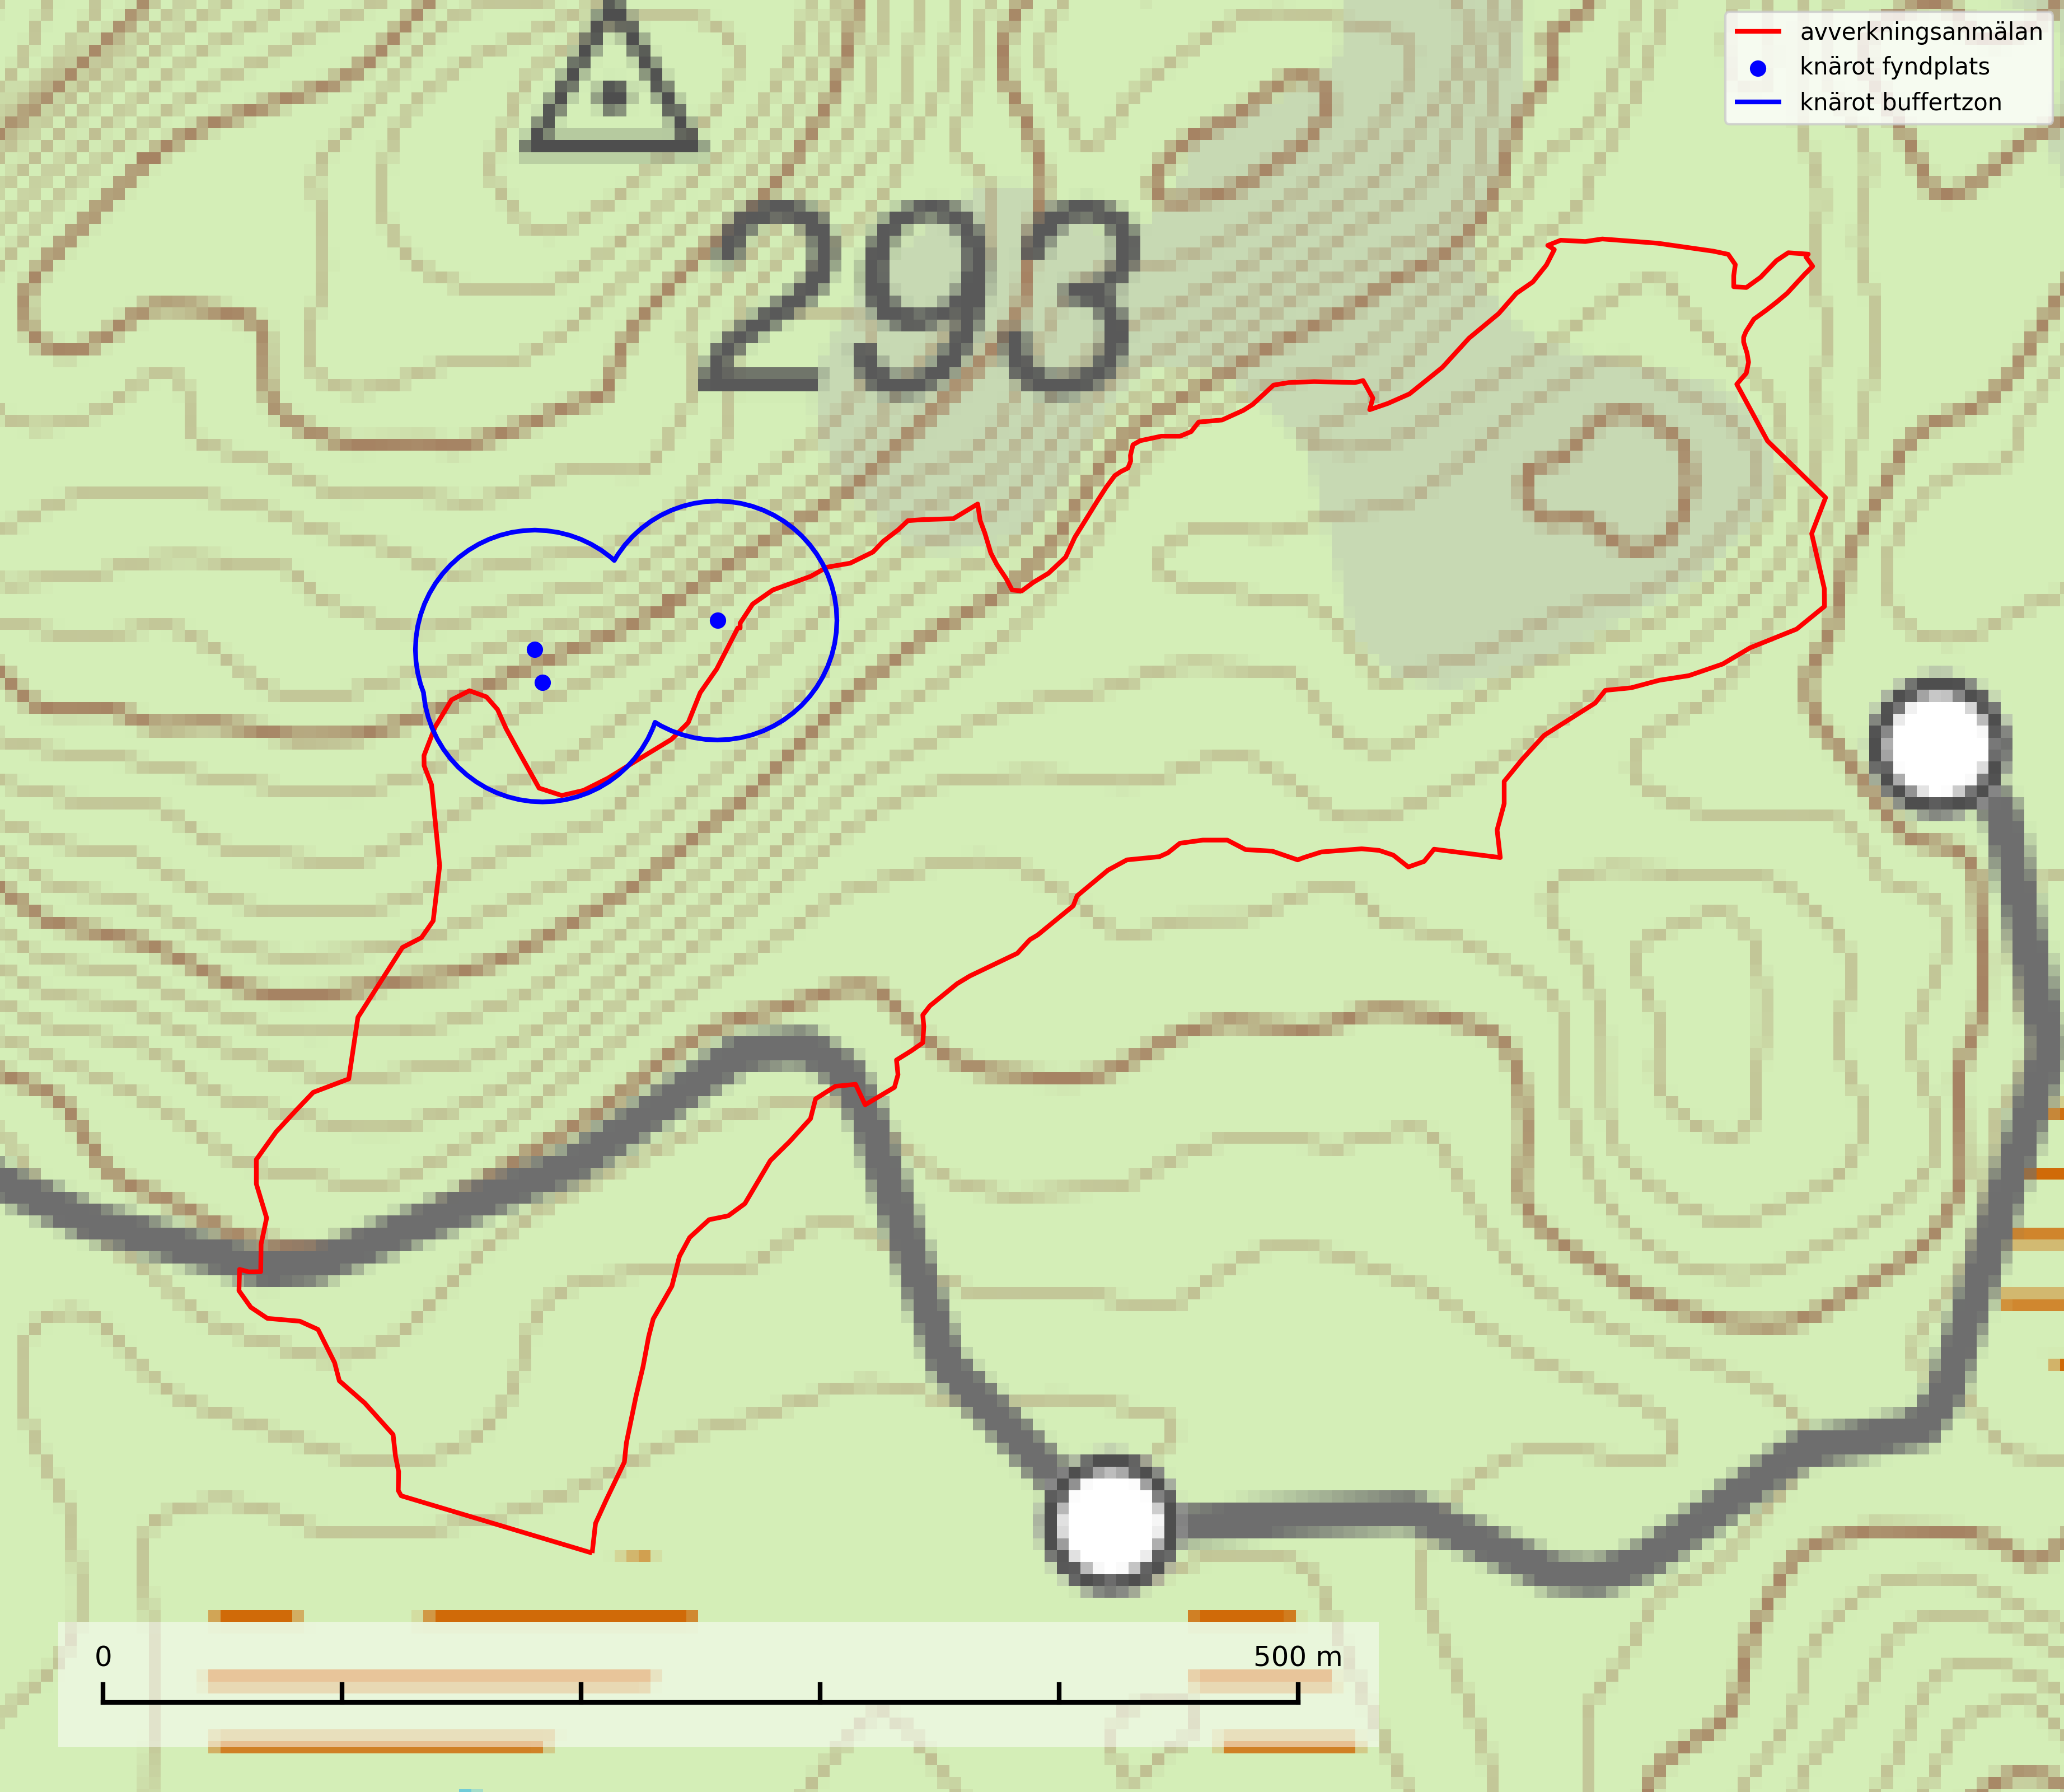 avverkningsanmälan
knärot fyndplats
knärot buffertzon
293
0 500 m